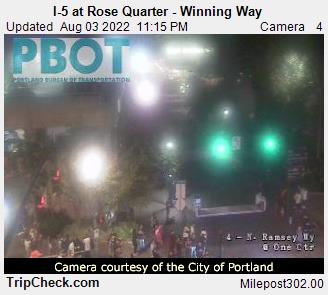 I-5 at Rose Quarter - Winning Way
Updated Aug 03 2022 11:15 PM Camera 4
PBOT
PORTLAND BUREAU OF TRANSPORTATION
4 - N. Ramsey Wy
@ One Ctr
Camera courtesy of the City of Portland
TripCheck.com Milepost302.00